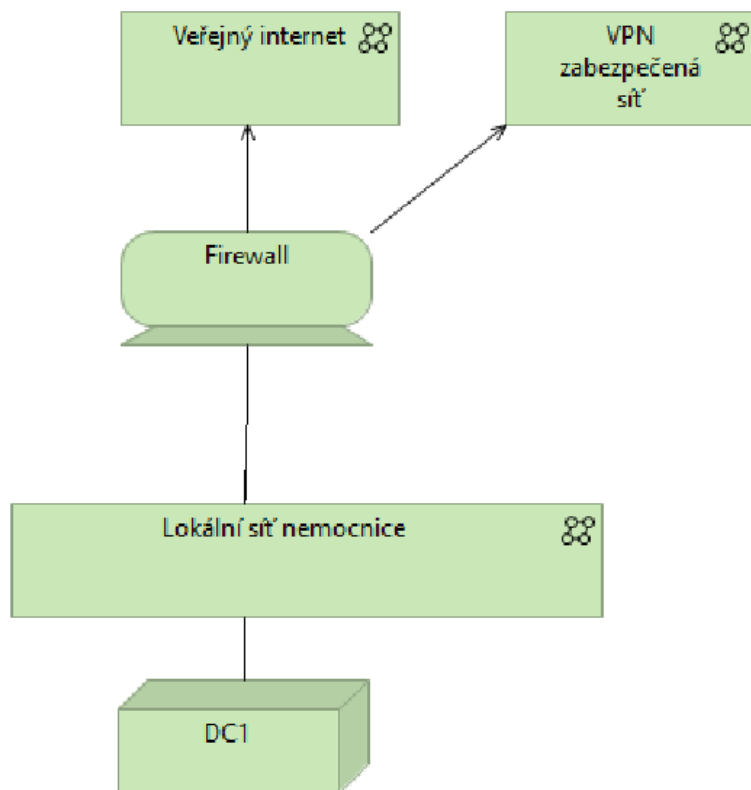 Veřejný internet
VPN
zabezpečená
síť
Firewall
Lokální síť nemocnice
DC1